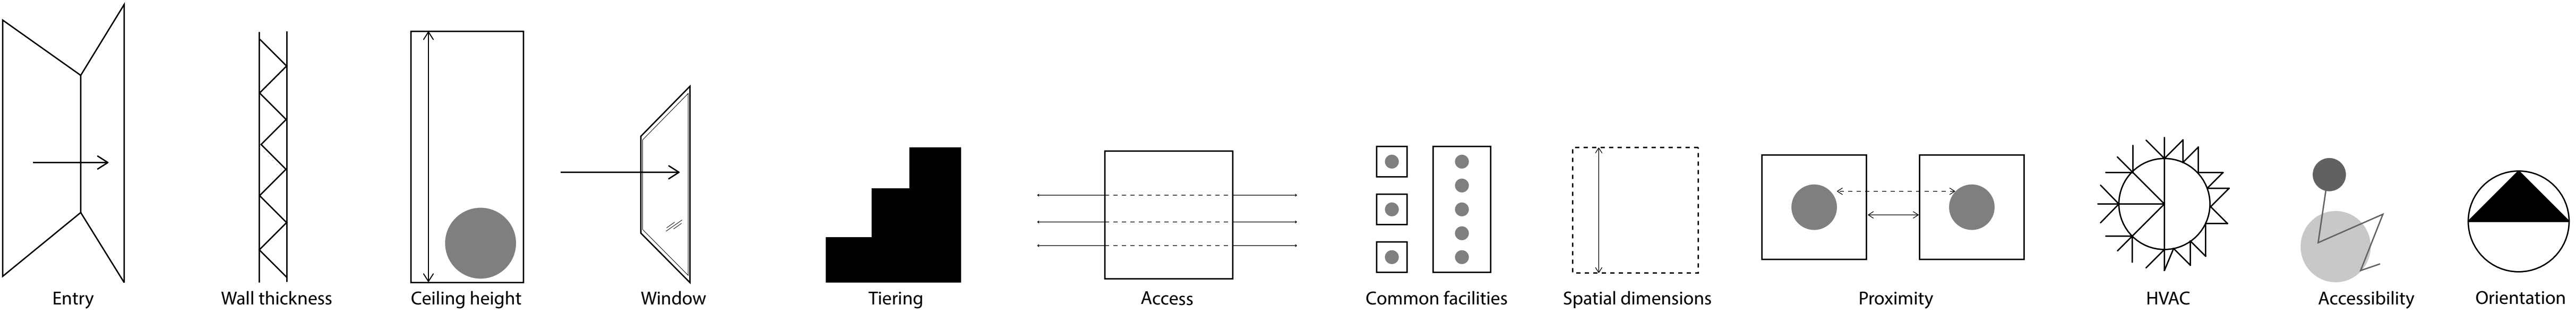 Entry
Wall thickness
Ceiling height
Window
Tiering
Access
Common facilities
Spatial dimensions
Proximity
HVAC
Accessibility
Orientation